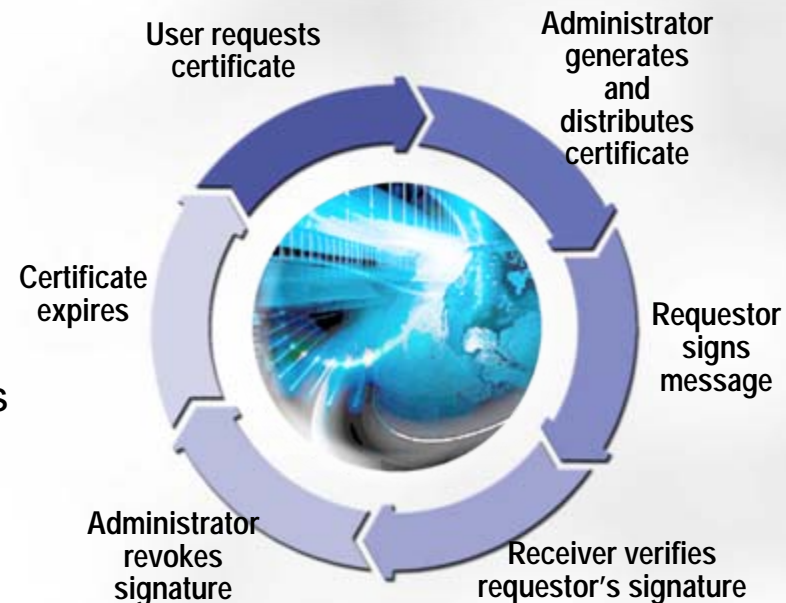 User requests
certificate
Administrator
generates
and
distributes
certificate
Requestor
signs
message
Receiver verifies
requestor's signature
Administrator
revokes
signature
Certificate
expires
s